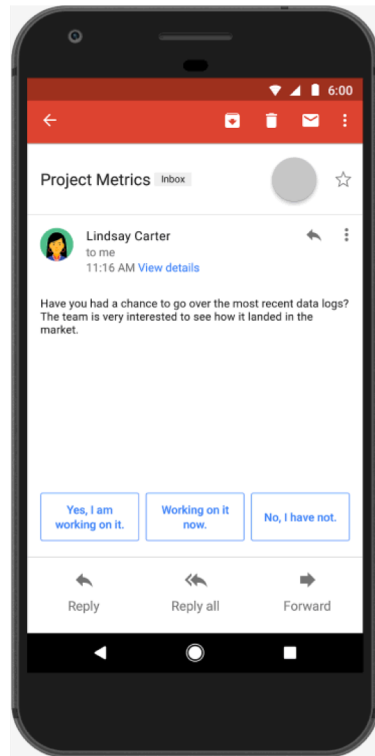 6:00
Project Metrics Inbox
Lindsay Carter
to me
11:16 AM View details
Have you had a chance to go over the most recent data logs?
The team is very interested to see how it landed in the
market.
Yes, I am
working on it.
Working on it
now.
No, I have not.
Reply
Reply all
Forward